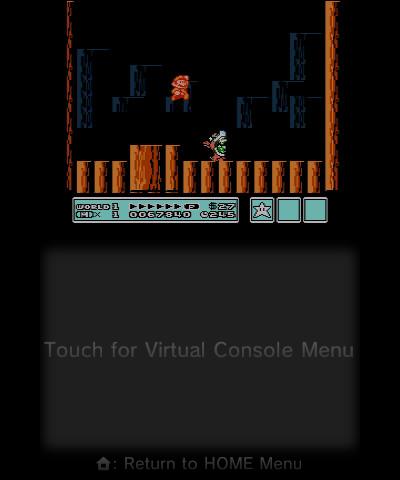 WORLD 1 ▶▶▶▶▶▶ P $27
M× 1 0067840 245
Touch for Virtual Console Menu
: Return to HOME Menu